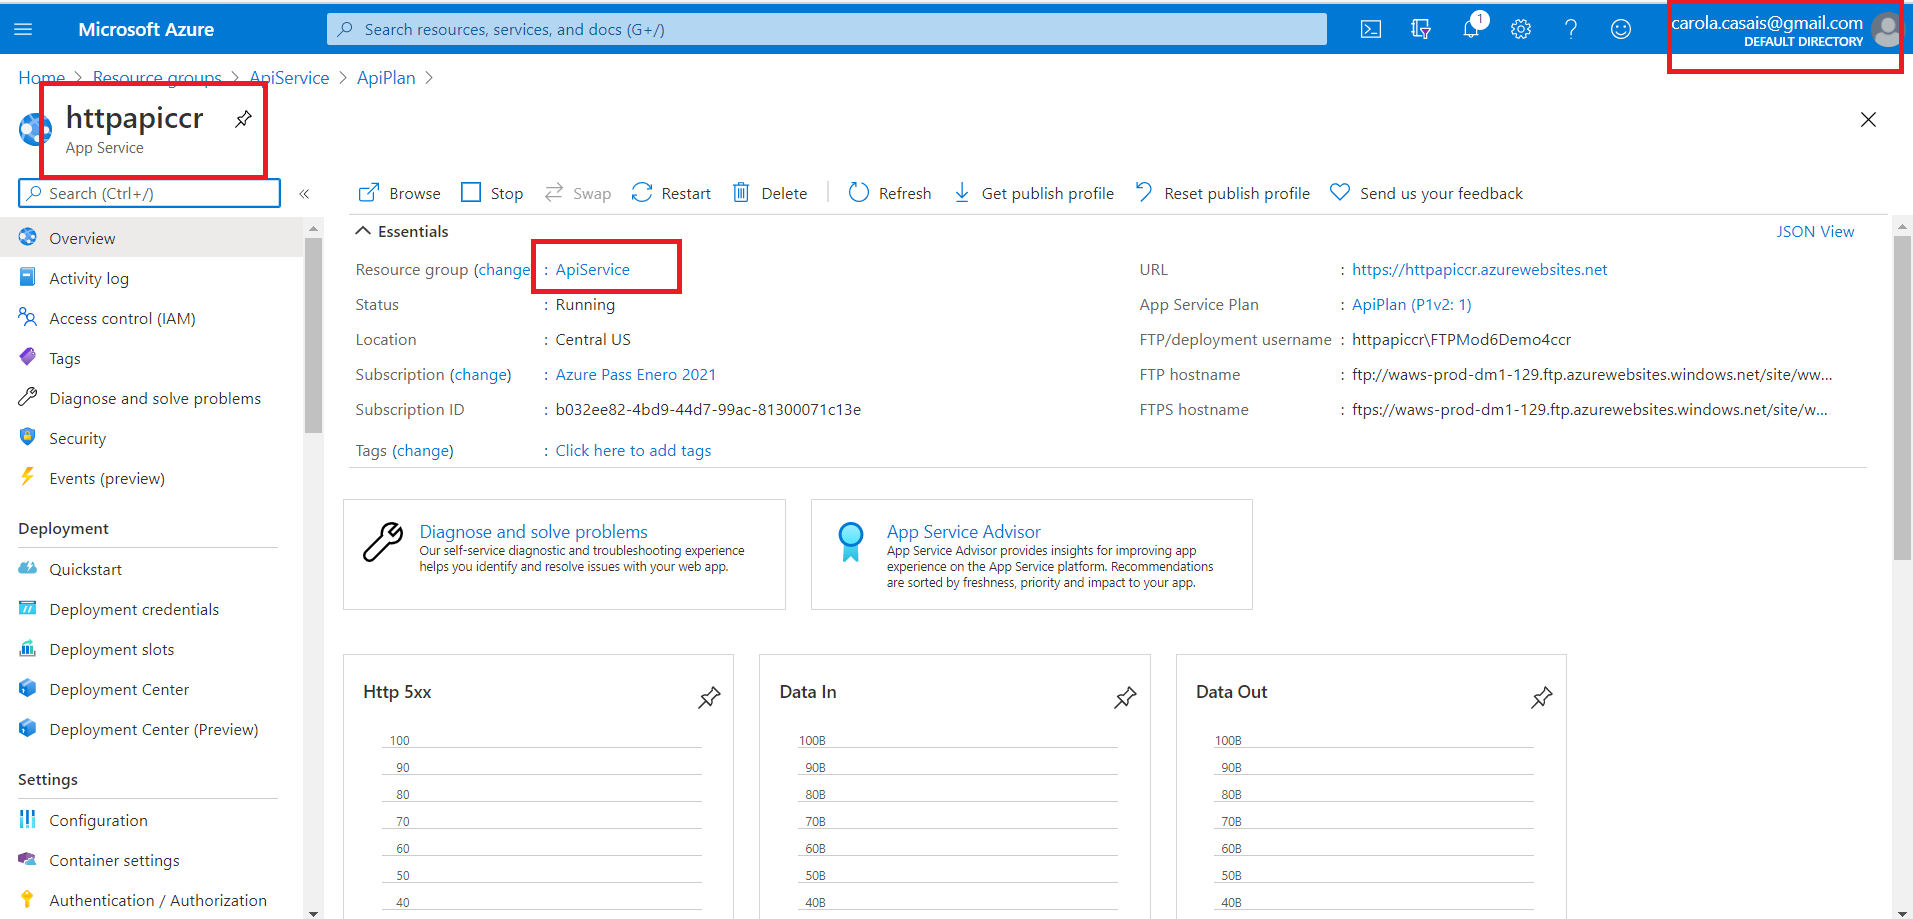 Microsoft Azure
Search resources, services, and docs (G+/)
1
carola.casais@gmail.com
DEFAULT DIRECTORY
Home > Resource groups > ApiService > ApiPlan >
httpapiccr
App Service
Search (Ctrl+/)
«
Browse Stop Swap Restart Delete Refresh Get publish profile Reset publish profile Send us your feedback
Overview
Activity log
Access control (IAM)
Tags
Diagnose and solve problems
Security
Events (preview)
Deployment
Quickstart
Deployment credentials
Deployment slots
Deployment Center
Deployment Center (Preview)
Settings
Configuration
Container settings
Authentication / Authorization
Essentials
JSON View
Resource group (change : ApiService
Status : Running
Location : Central US
Subscription (change) : Azure Pass Enero 2021
Subscription ID : b032ee82-4bd9-44d7-99ac-81300071c13e
Tags (change) : Click here to add tags
URL : https://httpapiccr.azurewebsites.net
App Service Plan : ApiPlan (P1v2: 1)
FTP/deployment username : httpapiccr\FTPMod6Demo4ccr
FTP hostname : ftp://waws-prod-dm1-129.ftp.azurewebsites.windows.net/site/ww...
FTPS hostname : ftps://waws-prod-dm1-129.ftp.azurewebsites.windows.net/site/w...
Diagnose and solve problems
Our self-service diagnostic and troubleshooting experience
helps you identify and resolve issues with your web app.
App Service Advisor
App Service Advisor provides insights for improving app
experience on the App Service platform. Recommendations
are sorted by freshness, priority and impact to your app.
Http 5xx
100
90
80
70
60
50
40
Data In
100B
90B
80B
70B
60B
50B
40B
Data Out
100B
90B
80B
70B
60B
50B
40B